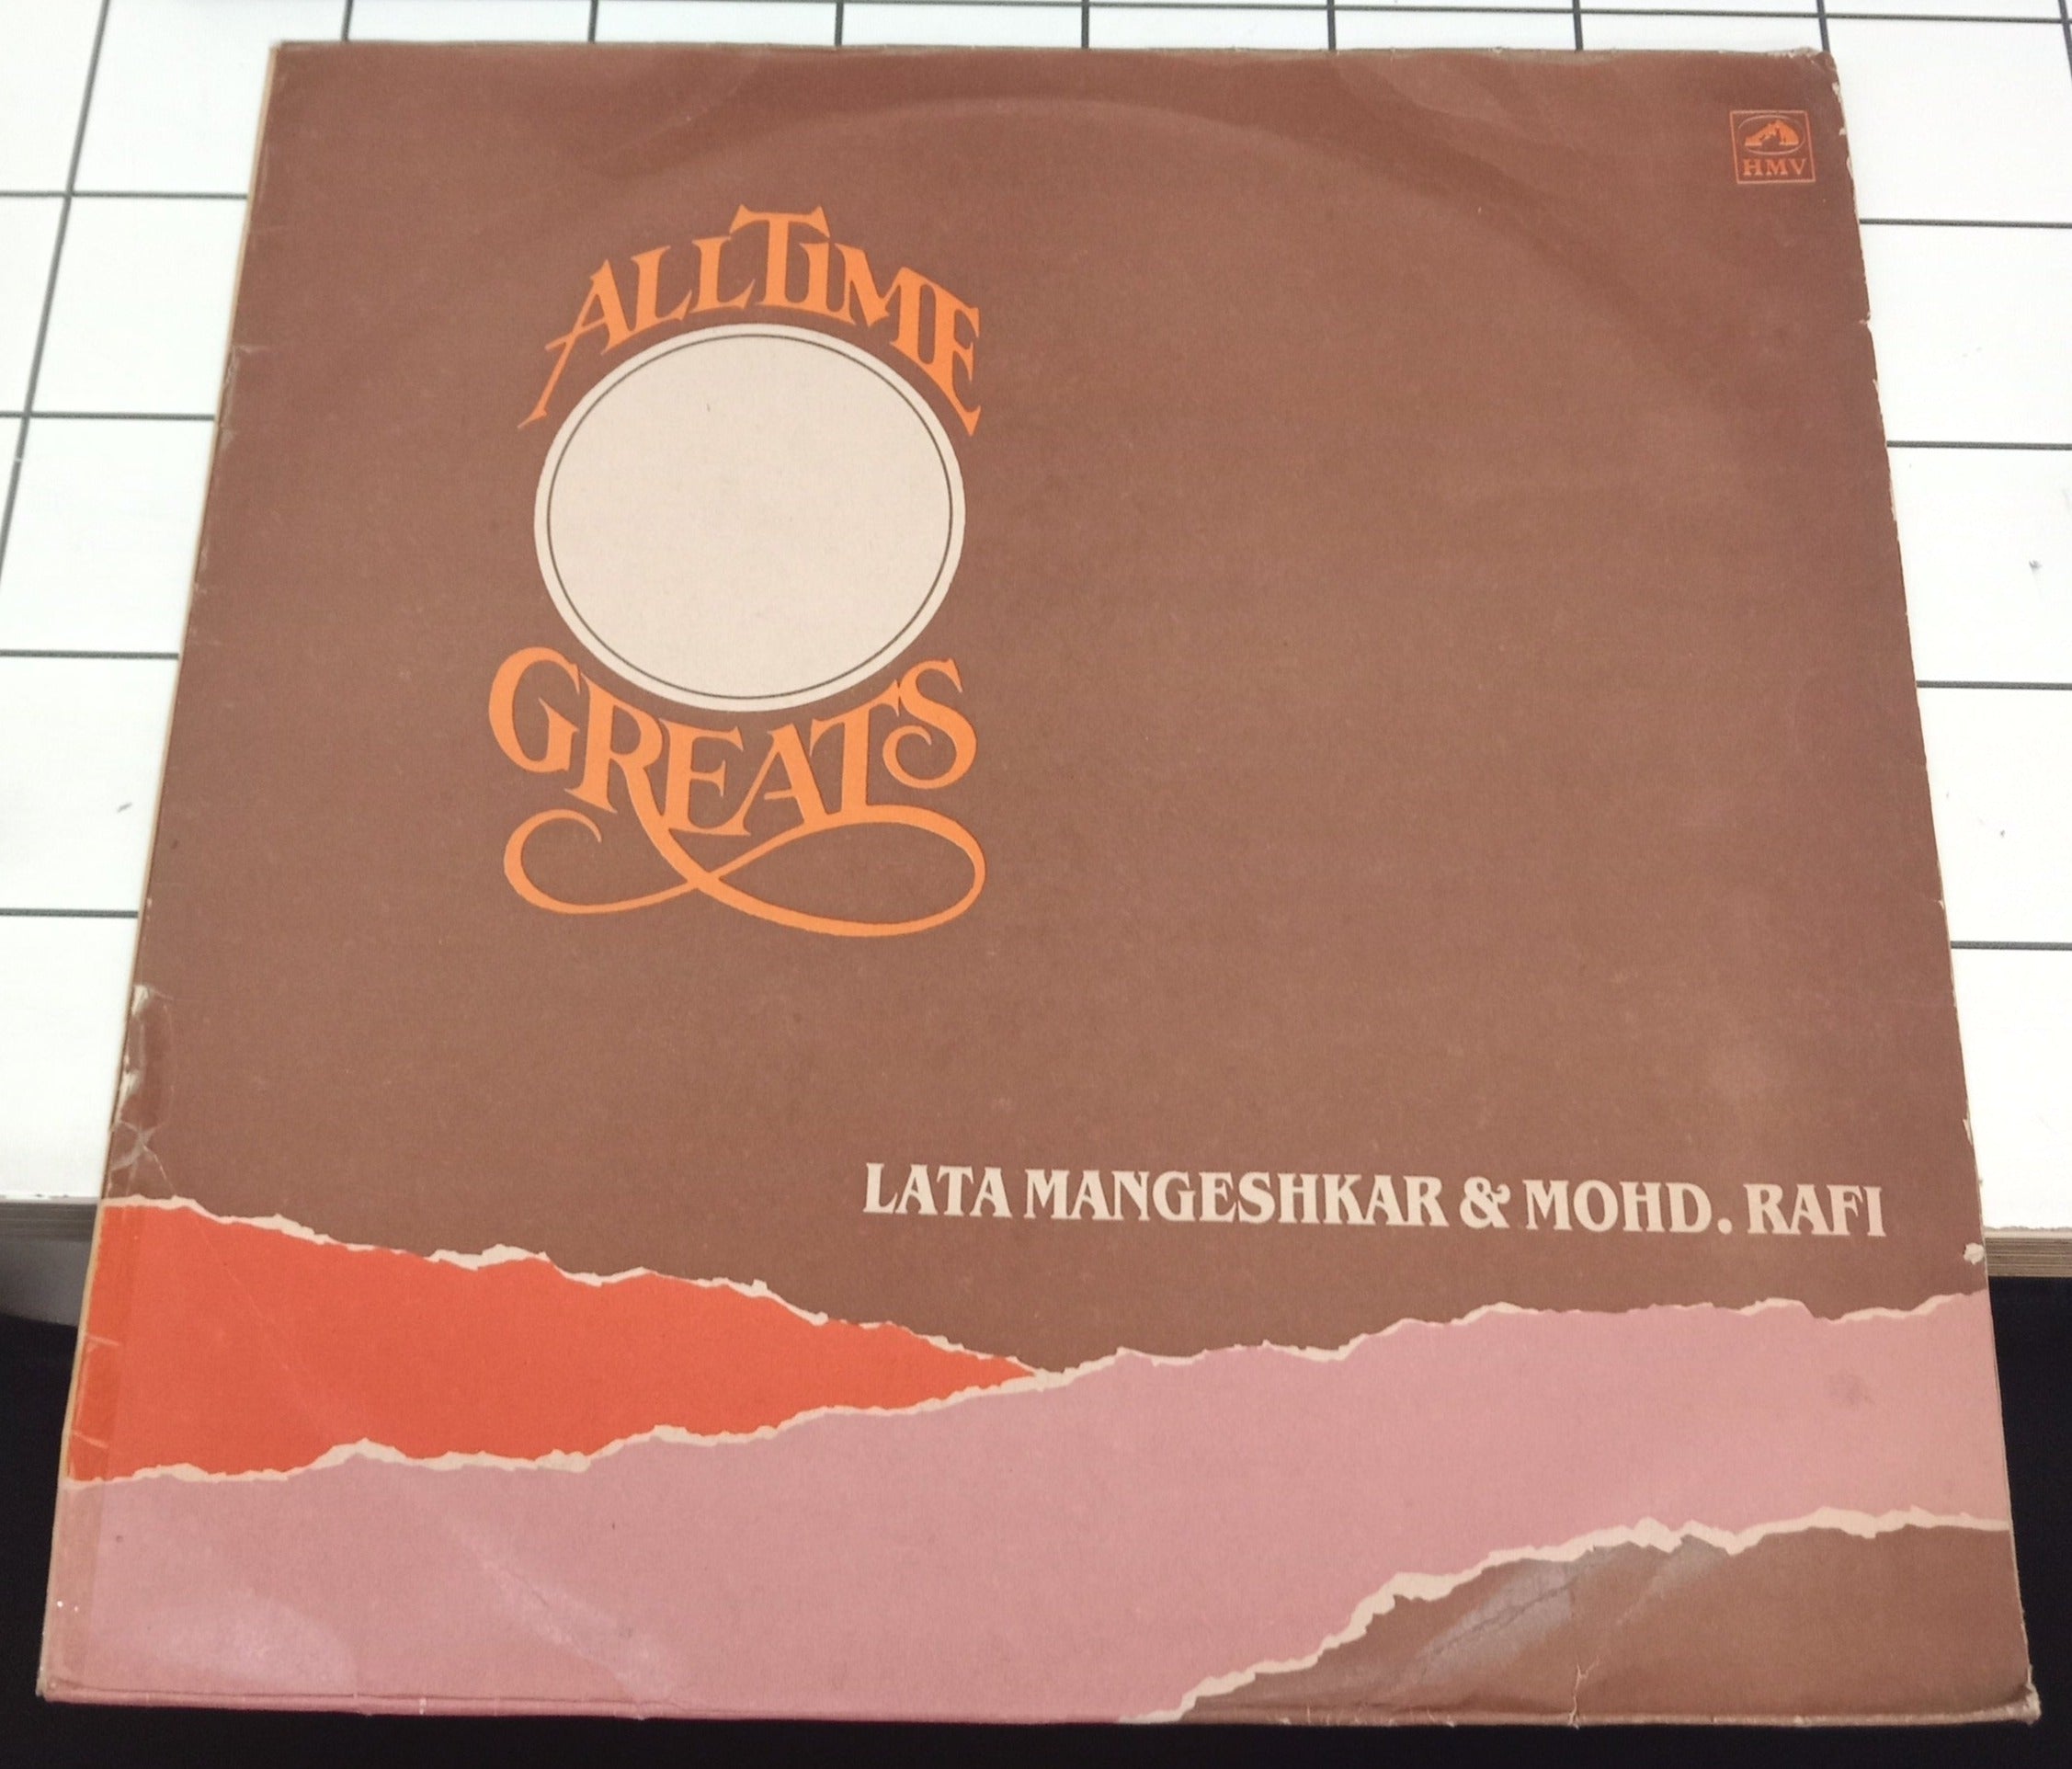 HMV
ALL TIME
GREATS
LATA MANGESHKAR & MOHD. RAFI